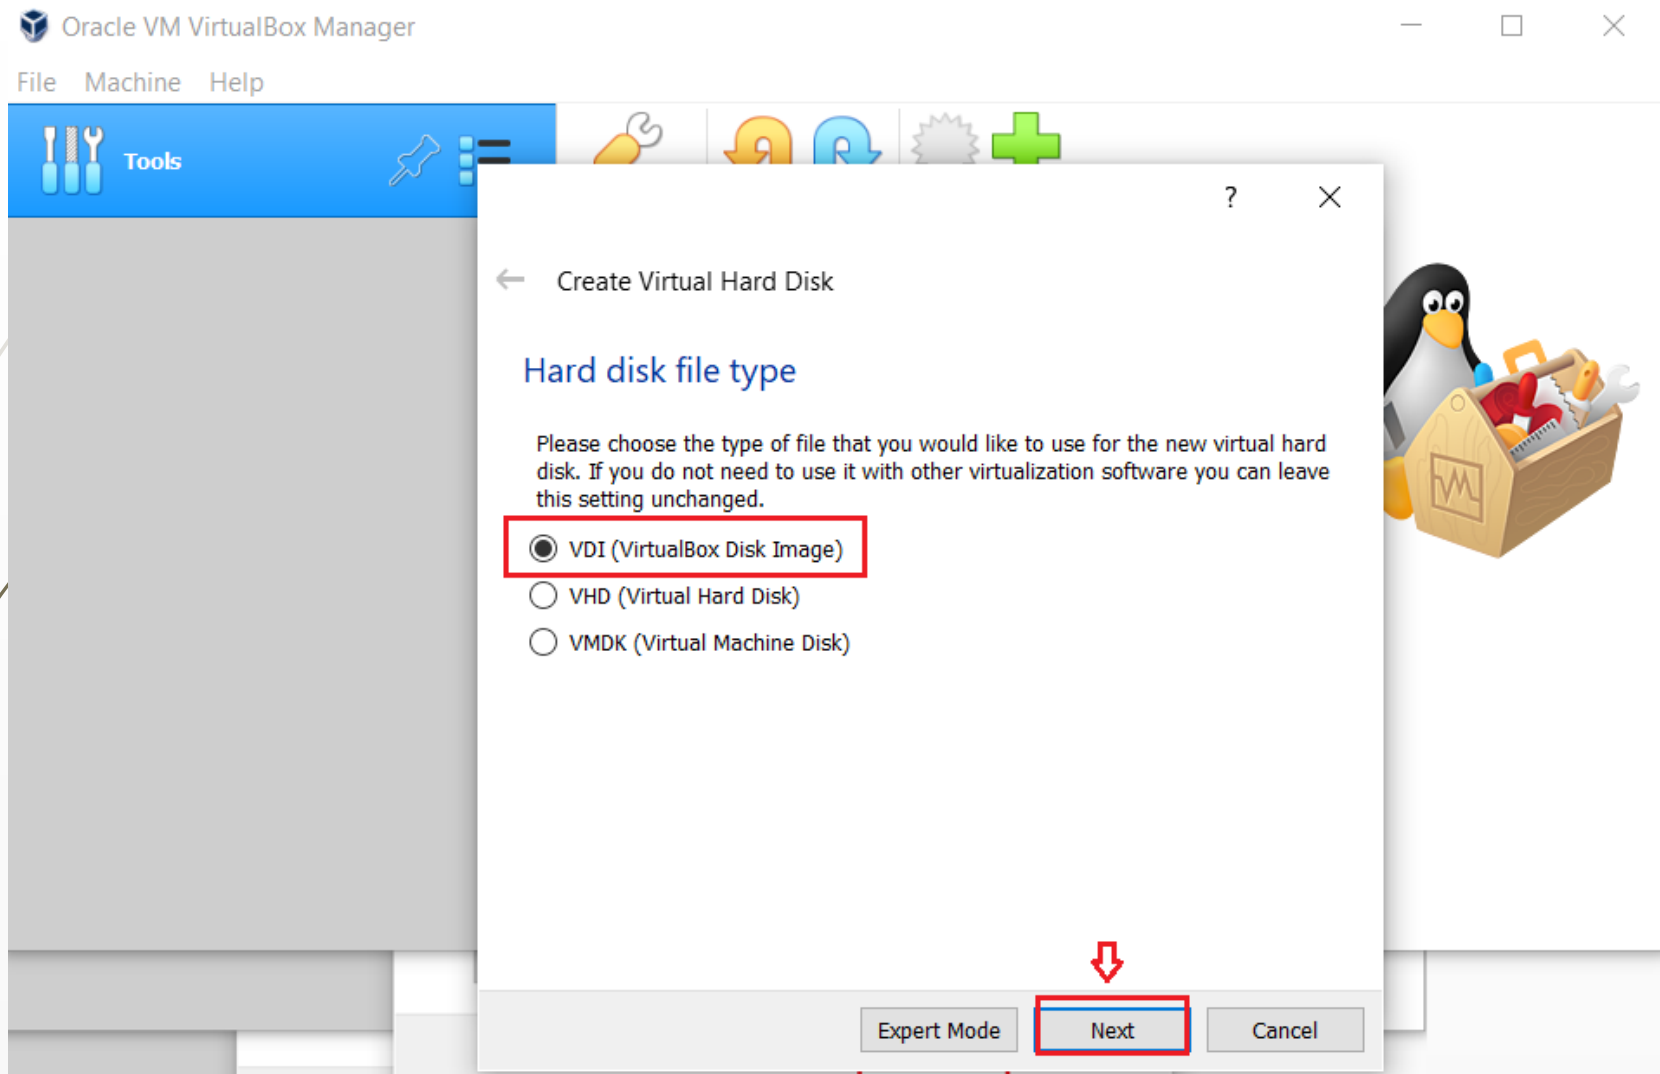 Oracle VM VirtualBox Manager
File Machine Help
Tools
?
Create Virtual Hard Disk
Hard disk file type
Please choose the type of file that you would like to use for the new virtual hard
disk. If you do not need to use it with other virtualization software you can leave
this setting unchanged.
VDI (VirtualBox Disk Image)
VHD (Virtual Hard Disk)
VMDK (Virtual Machine Disk)
Expert Mode Next Cancel